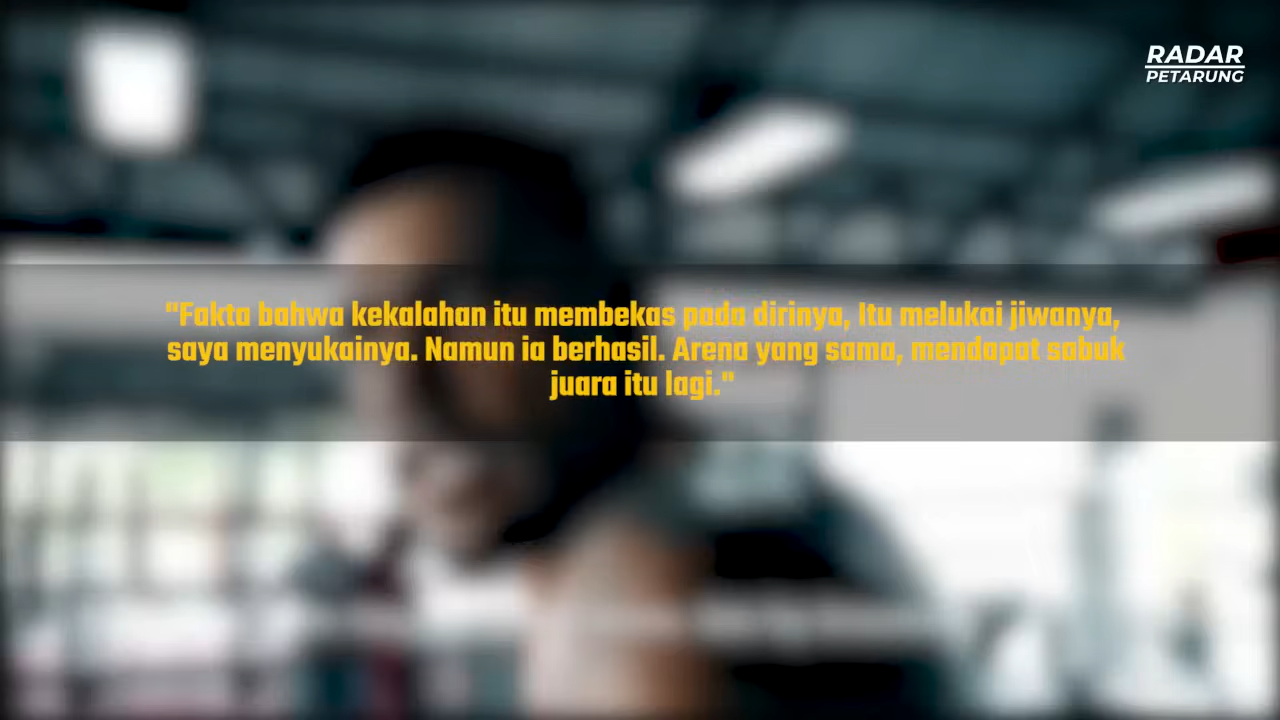 RADAR
PETARUNG
"Fakta bahwa kekalahan itu membekas pada dirinya, Itu melukai jiwanya,
saya menyukainya. Namun ia berhasil. Arena yang sama, mendapat sabuk
juara itu lagi."